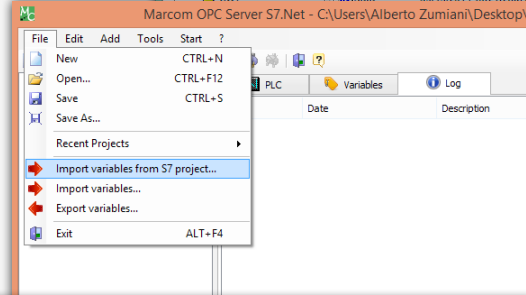 Marcom OPC Server S7.Net - C:\Users\Alberto Zumiani\Desktop\
File Edit Add Tools Start ?
New CTRL+N
Open... CTRL+F12
Save CTRL+S
Save As...
Recent Projects
Import variables from S7 project...
Import variables...
Export variables...
Exit ALT+F4
PLC Variables Log
Date Description